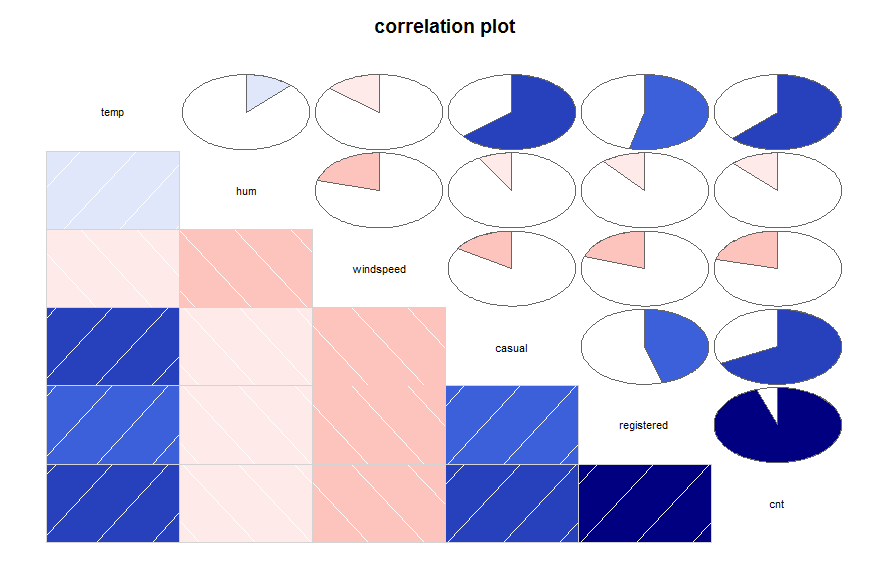 correlation plot
temp
hum
windspeed
casual
registered
cnt